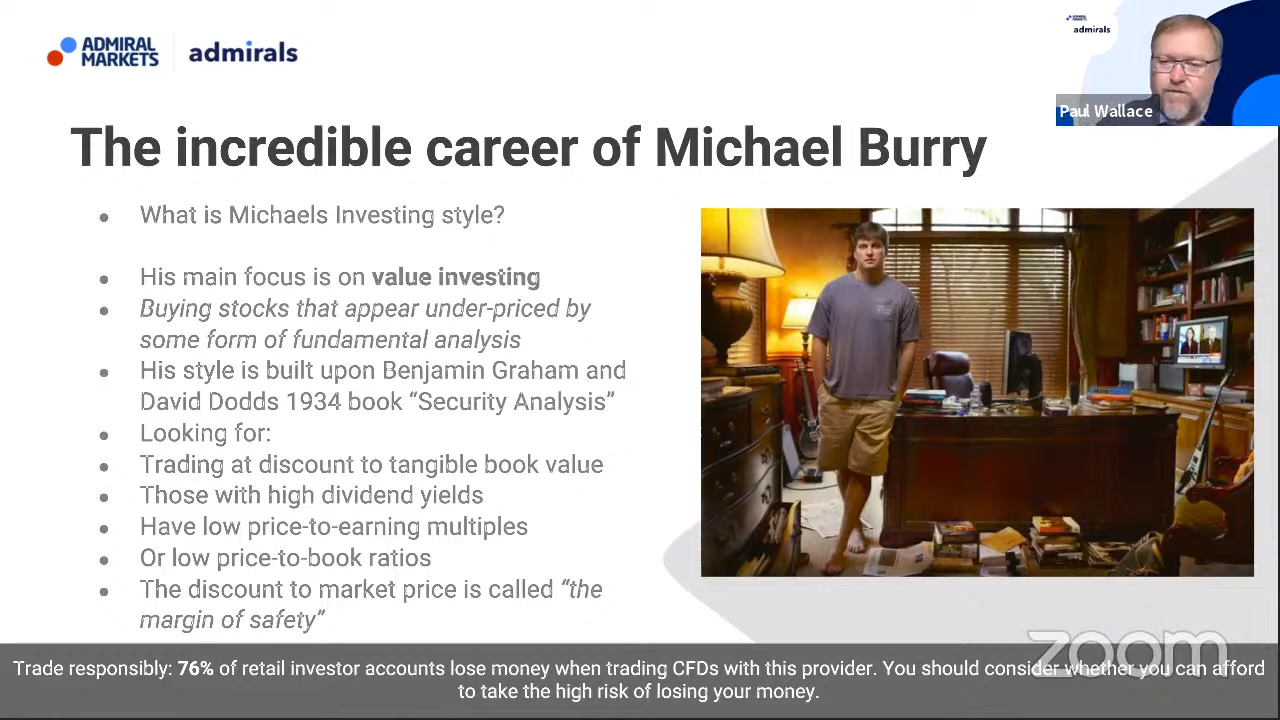 ADMIRAL
MARKETS
admirals
admirals
Paul Wallace
The incredible career of Michael Burry
What is Michaels Investing style?
His main focus is on value investing
Buying stocks that appear under-priced by
some form of fundamental analysis
His style is built upon Benjamin Graham and
David Dodds 1934 book “Security Analysis”
Looking for:
Trading at discount to tangible book value
Those with high dividend yields
Have low price-to-earning multiples
Or low price-to-book ratios
The discount to market price is called “the
margin of safety”
zoom
Trade responsibly: 76% of retail investor accounts lose money when trading CFDs with this provider. You should consider whether you can afford
to take the high risk of losing your money.